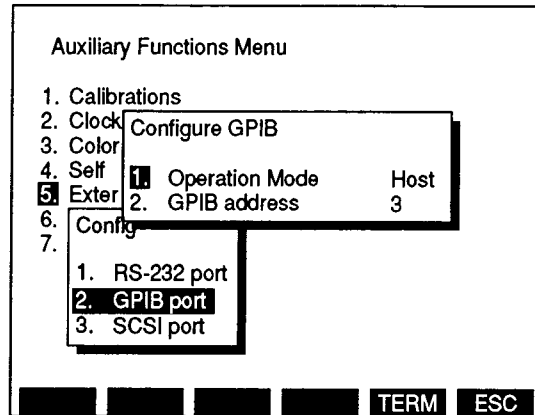 Auxiliary Functions Menu
1. Calibrations
2. Clock
3. Color
4. Self
5. Exter
6.
7.
Configure GPIB
1. Operation Mode Host
2. GPIB address 3
Config
1. RS-232 port
2. GPIB port
3. SCSI port
TERM ESC